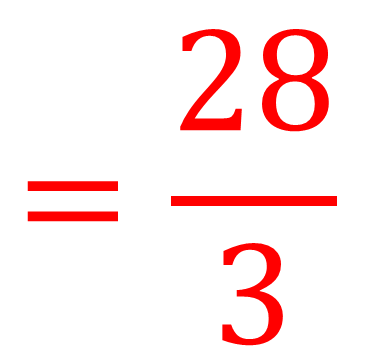 = 28/3